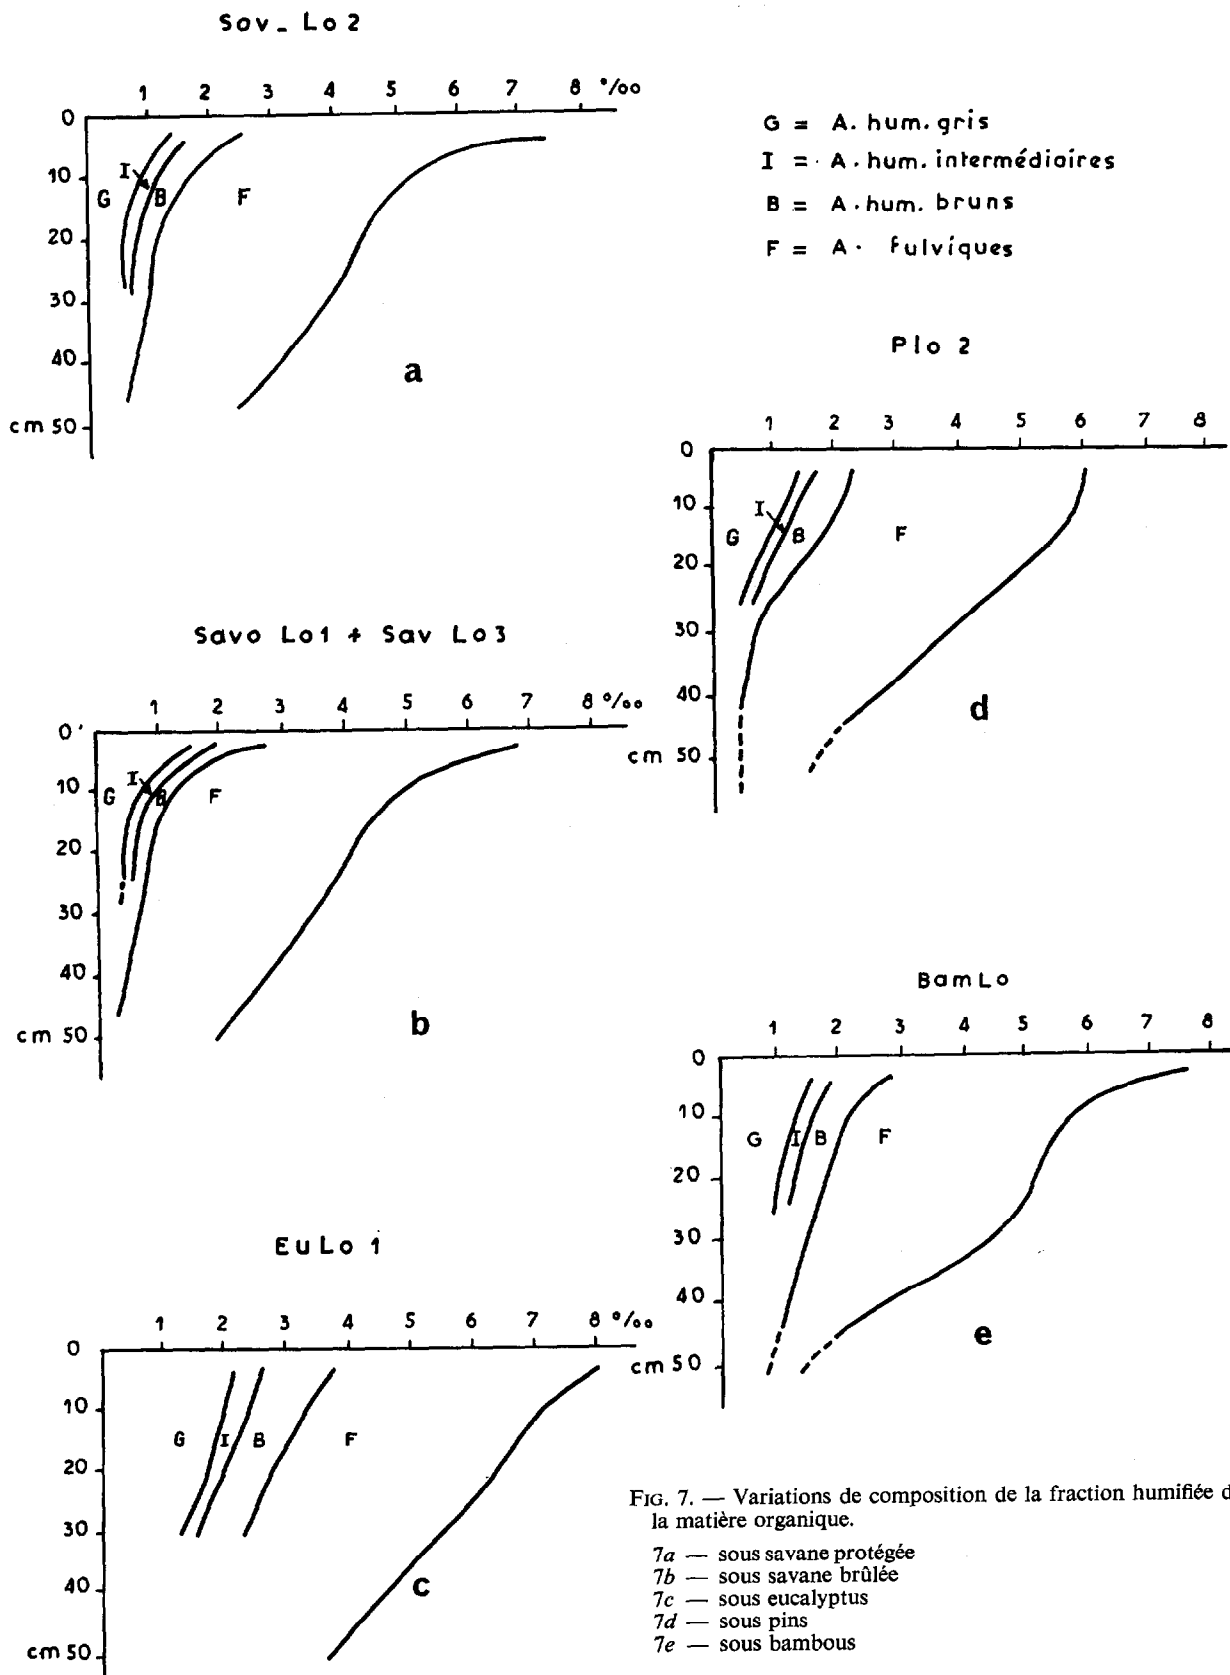 Sav_ Lo 2
1 2 3 4 5 6 7 8 °/oo
0
10
20
30
40
cm 50
G I B F
a
G = A. hum. gris
I = A. hum. intermédiaires
B = A. hum. bruns
F = A. fulviques
Plo 2
1 2 3 4 5 6 7 8
0
10
20
30
40
cm 50
G I B F
d
Savo Lo1 + Sav Lo3
1 2 3 4 5 6 7 8 °/oo
0
10
20
30
40
cm 50
G I B F
b
BamLo
1 2 3 4 5 6 7 8
0
10
20
30
40
cm 50
G I B F
e
EuLo 1
1 2 3 4 5 6 7 8 °/oo
0
10
20
30
40
cm 50
G I B F
c
FIG. 7. — Variations de composition de la fraction humifiée d
la matière organique.
7a — sous savane protégée
7b — sous savane brûlée
7c — sous eucalyptus
7d — sous pins
7e — sous bambous